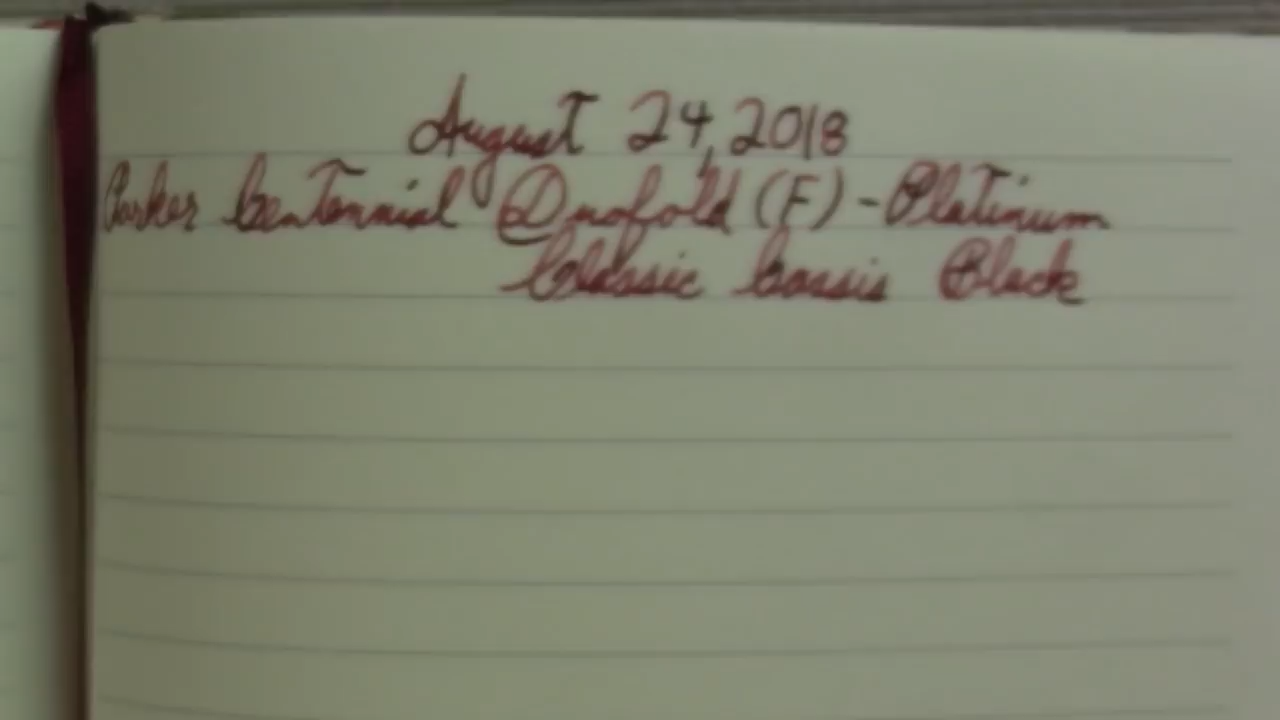 August 24, 2018
Parker Centennial Duofold (F) - Platinum
Classic Cassis Black